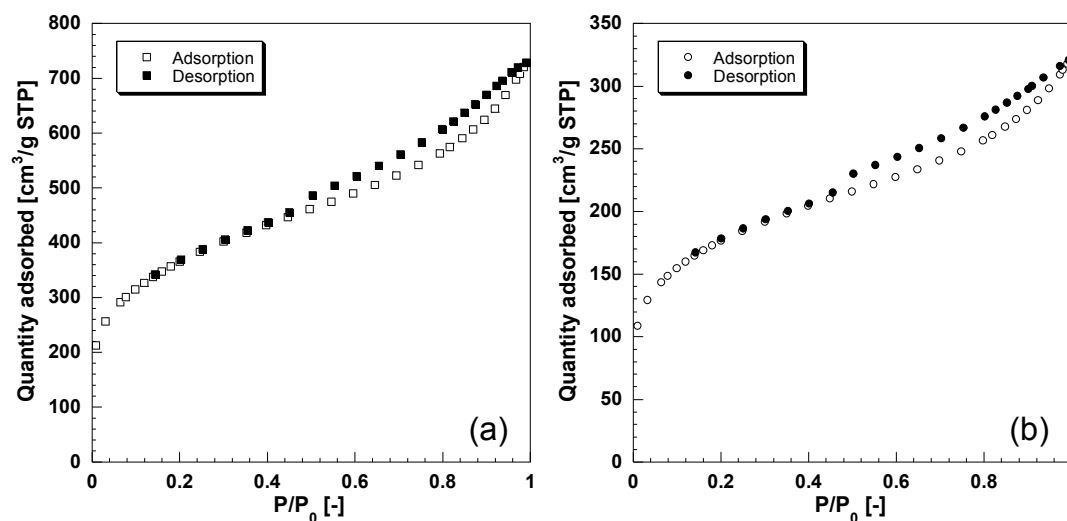 Quantity adsorbed [cm³/g STP]
800
700
600
500
400
300
200
100
0
Adsorption
Desorption
(a)
0 0.2 0.4 0.6 0.8 1
P/P₀ [-]
Quantity adsorbed [cm³/g STP]
350
300
250
200
150
100
50
0
Adsorption
Desorption
(b)
0 0.2 0.4 0.6 0.8
P/P₀ [-]